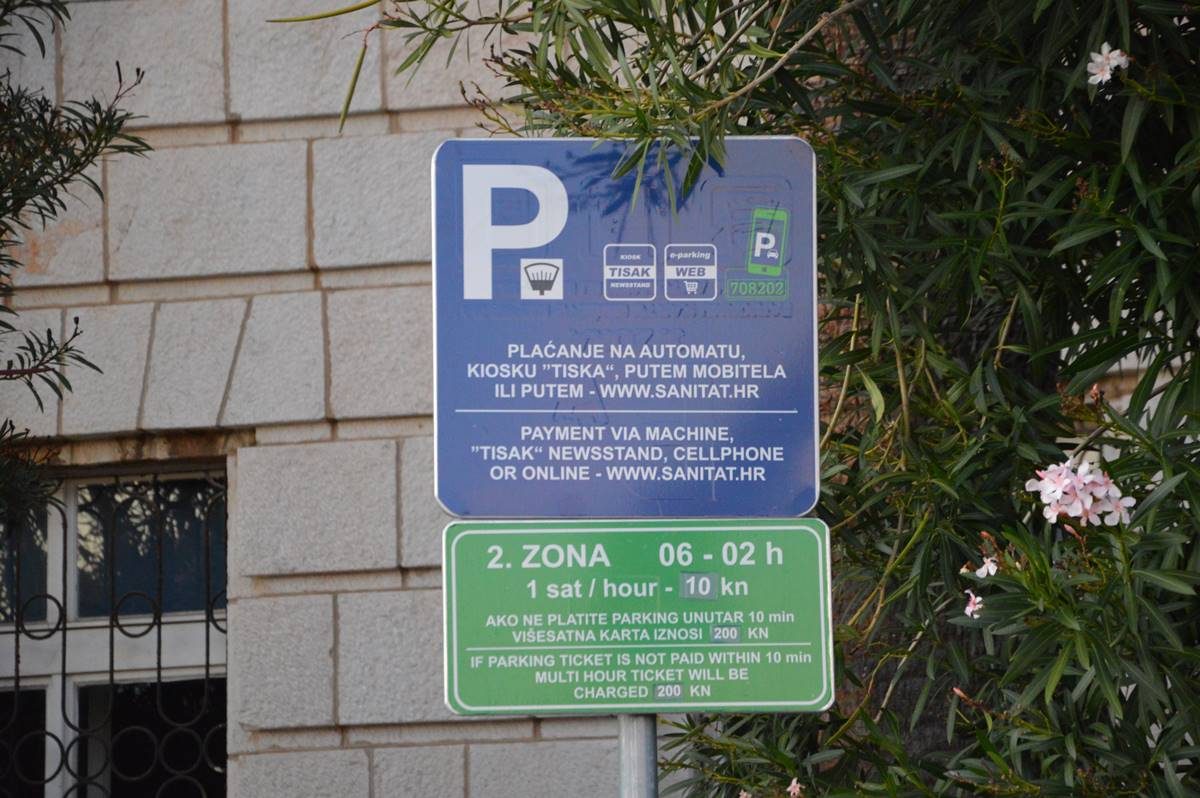 P
KIOSK
TISAK
NEWSSTAND
e-parking
WEB
P
708202
PLAĆANJE NA AUTOMATU,
KIOSKU "TISKA“, PUTEM MOBITELA
ILI PUTEM - WWW.SANITAT.HR
PAYMENT VIA MACHINE,
"TISAK“ NEWSSTAND, CELLPHONE
OR ONLINE - WWW.SANITAT.HR
2. ZONA 06 - 02 h
1 sat / hour - 10 kn
AKO NE PLATITE PARKING UNUTAR 10 min
VIŠESATNA KARTA IZNOSI 200 KN
IF PARKING TICKET IS NOT PAID WITHIN 10 min
MULTI HOUR TICKET WILL BE
CHARGED 200 KN